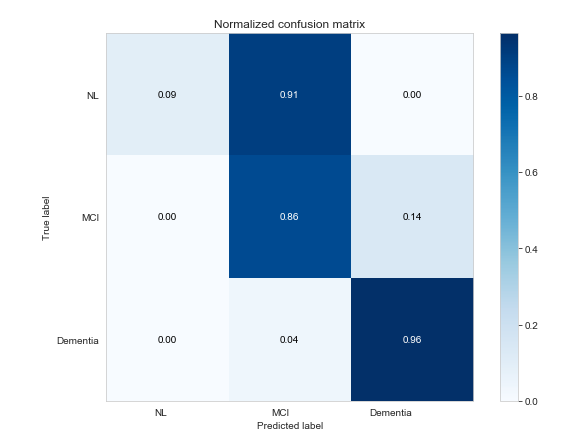 Normalized confusion matrix
NL
0.09
0.91
0.00
MCI
0.00
0.86
0.14
Dementia
0.00
0.04
0.96
True label
NL
MCI
Dementia
Predicted label
0.8
0.6
0.4
0.2
0.0